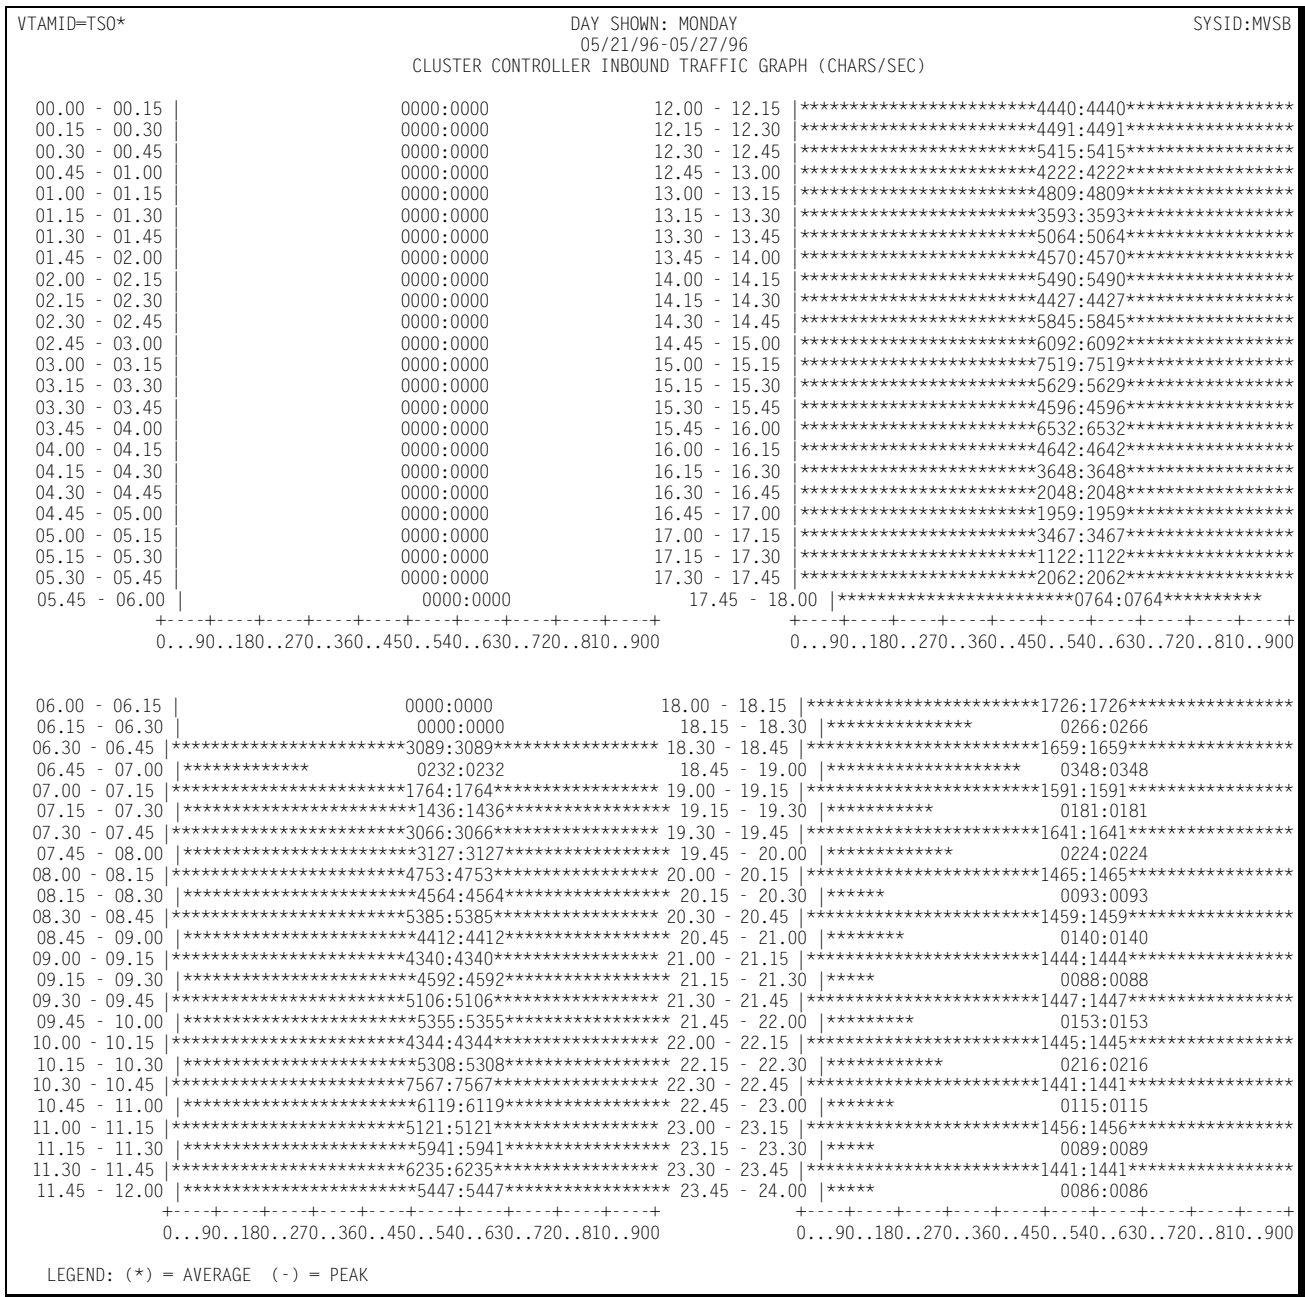 VTAMID=TSO* DAY SHOWN: MONDAY SYSID:MVSB
05/21/96-05/27/96
CLUSTER CONTROLLER INBOUND TRAFFIC GRAPH (CHARS/SEC)
00.00 - 00.15 | 0000:0000 12.00 - 12.15 |************************4440:4440*****************
00.15 - 00.30 | 0000:0000 12.15 - 12.30 |************************4491:4491*****************
00.30 - 00.45 | 0000:0000 12.30 - 12.45 |************************5415:5415*****************
00.45 - 01.00 | 0000:0000 12.45 - 13.00 |************************4222:4222*****************
01.00 - 01.15 | 0000:0000 13.00 - 13.15 |************************4809:4809*****************
01.15 - 01.30 | 0000:0000 13.15 - 13.30 |************************3593:3593*****************
01.30 - 01.45 | 0000:0000 13.30 - 13.45 |************************5064:5064*****************
01.45 - 02.00 | 0000:0000 13.45 - 14.00 |************************4570:4570*****************
02.00 - 02.15 | 0000:0000 14.00 - 14.15 |************************5490:5490*****************
02.15 - 02.30 | 0000:0000 14.15 - 14.30 |************************4427:4427*****************
02.30 - 02.45 | 0000:0000 14.30 - 14.45 |************************5845:5845*****************
02.45 - 03.00 | 0000:0000 14.45 - 15.00 |************************6092:6092*****************
03.00 - 03.15 | 0000:0000 15.00 - 15.15 |************************7519:7519*****************
03.15 - 03.30 | 0000:0000 15.15 - 15.30 |************************5629:5629*****************
03.30 - 03.45 | 0000:0000 15.30 - 15.45 |************************4596:4596*****************
03.45 - 04.00 | 0000:0000 15.45 - 16.00 |************************6532:6532*****************
04.00 - 04.15 | 0000:0000 16.00 - 16.15 |************************4642:4642*****************
04.15 - 04.30 | 0000:0000 16.15 - 16.30 |************************3648:3648*****************
04.30 - 04.45 | 0000:0000 16.30 - 16.45 |************************2048:2048*****************
04.45 - 05.00 | 0000:0000 16.45 - 17.00 |************************1959:1959*****************
05.00 - 05.15 | 0000:0000 17.00 - 17.15 |************************3467:3467*****************
05.15 - 05.30 | 0000:0000 17.15 - 17.30 |************************1122:1122*****************
05.30 - 05.45 | 0000:0000 17.30 - 17.45 |************************2062:2062*****************
05.45 - 06.00 | 0000:0000 17.45 - 18.00 |************************0764:0764**********
+----+----+----+----+----+----+----+----+----+----+ +----+----+----+----+----+----+----+----+----+----+
0...90..180..270..360..450..540..630..720..810..900 0...90..180..270..360..450..540..630..720..810..900
06.00 - 06.15 | 0000:0000 18.00 - 18.15 |************************1726:1726*****************
06.15 - 06.30 | 0000:0000 18.15 - 18.30 |*************** 0266:0266
06.30 - 06.45 |************************3089:3089***************** 18.30 - 18.45 |************************1659:1659*****************
06.45 - 07.00 |************* 0232:0232 18.45 - 19.00 |******************** 0348:0348
07.00 - 07.15 |************************1764:1764***************** 19.00 - 19.15 |************************1591:1591*****************
07.15 - 07.30 |************************1436:1436***************** 19.15 - 19.30 |*********** 0181:0181
07.30 - 07.45 |************************3066:3066***************** 19.30 - 19.45 |************************1641:1641*****************
07.45 - 08.00 |************************3127:3127***************** 19.45 - 20.00 |************* 0224:0224
08.00 - 08.15 |************************4753:4753***************** 20.00 - 20.15 |************************1465:1465*****************
08.15 - 08.30 |************************4564:4564***************** 20.15 - 20.30 |****** 0093:0093
08.30 - 08.45 |************************5385:5385***************** 20.30 - 20.45 |************************1459:1459*****************
08.45 - 09.00 |************************4412:4412***************** 20.45 - 21.00 |******** 0140:0140
09.00 - 09.15 |************************4340:4340***************** 21.00 - 21.15 |************************1444:1444*****************
09.15 - 09.30 |************************4592:4592***************** 21.15 - 21.30 |***** 0088:0088
09.30 - 09.45 |************************5106:5106***************** 21.30 - 21.45 |************************1447:1447*****************
09.45 - 10.00 |************************5355:5355***************** 21.45 - 22.00 |********* 0153:0153
10.00 - 10.15 |************************4344:4344***************** 22.00 - 22.15 |************************1445:1445*****************
10.15 - 10.30 |************************5308:5308***************** 22.15 - 22.30 |************ 0216:0216
10.30 - 10.45 |************************7567:7567***************** 22.30 - 22.45 |************************1441:1441*****************
10.45 - 11.00 |************************6119:6119***************** 22.45 - 23.00 |******* 0115:0115
11.00 - 11.15 |************************5121:5121***************** 23.00 - 23.15 |************************1456:1456*****************
11.15 - 11.30 |************************5941:5941***************** 23.15 - 23.30 |***** 0089:0089
11.30 - 11.45 |************************6235:6235***************** 23.30 - 23.45 |************************1441:1441*****************
11.45 - 12.00 |************************5447:5447***************** 23.45 - 24.00 |***** 0086:0086
+----+----+----+----+----+----+----+----+----+----+ +----+----+----+----+----+----+----+----+----+----+
0...90..180..270..360..450..540..630..720..810..900 0...90..180..270..360..450..540..630..720..810..900
LEGEND: (*) = AVERAGE (-) = PEAK